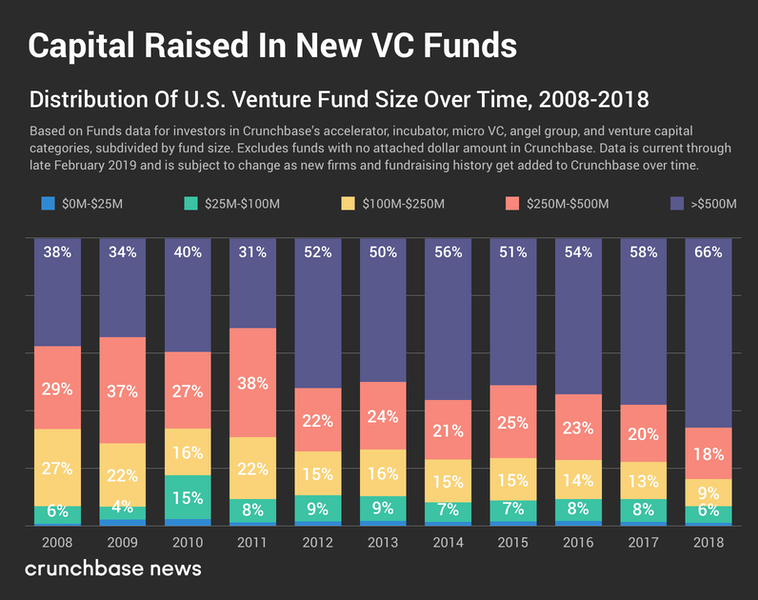 Capital Raised In New VC Funds
Distribution Of U.S. Venture Fund Size Over Time, 2008-2018
Based on Funds data for investors in Crunchbase's accelerator, incubator, micro VC, angel group, and venture capital
categories, subdivided by fund size. Excludes funds with no attached dollar amount in Crunchbase. Data is current through
late February 2019 and is subject to change as new firms and fundraising history get added to Crunchbase over time.
$0M-$25M $25M-$100M $100M-$250M $250M-$500M >$500M
38% 34% 40% 31% 52% 50% 56% 51% 54% 58% 66%
29% 37% 27% 38% 22% 24% 21% 25% 23% 20% 18%
27% 22% 16% 22% 15% 16% 15% 15% 14% 13% 9%
6% 4% 15% 8% 9% 9% 7% 7% 8% 8% 6%
2008 2009 2010 2011 2012 2013 2014 2015 2016 2017 2018
crunchbase news